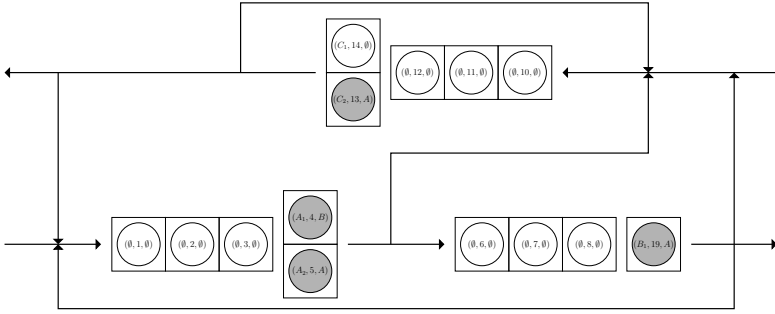 (C₁, 14, ∅)
(∅, 12, ∅) (∅, 11, ∅) (∅, 10, ∅)
(C₂, 13, A)
(A₁, 4, B)
(∅, 1, ∅) (∅, 2, ∅) (∅, 3, ∅)
(A₂, 5, A)
(∅, 6, ∅) (∅, 7, ∅) (∅, 8, ∅) (B₁, 19, A)